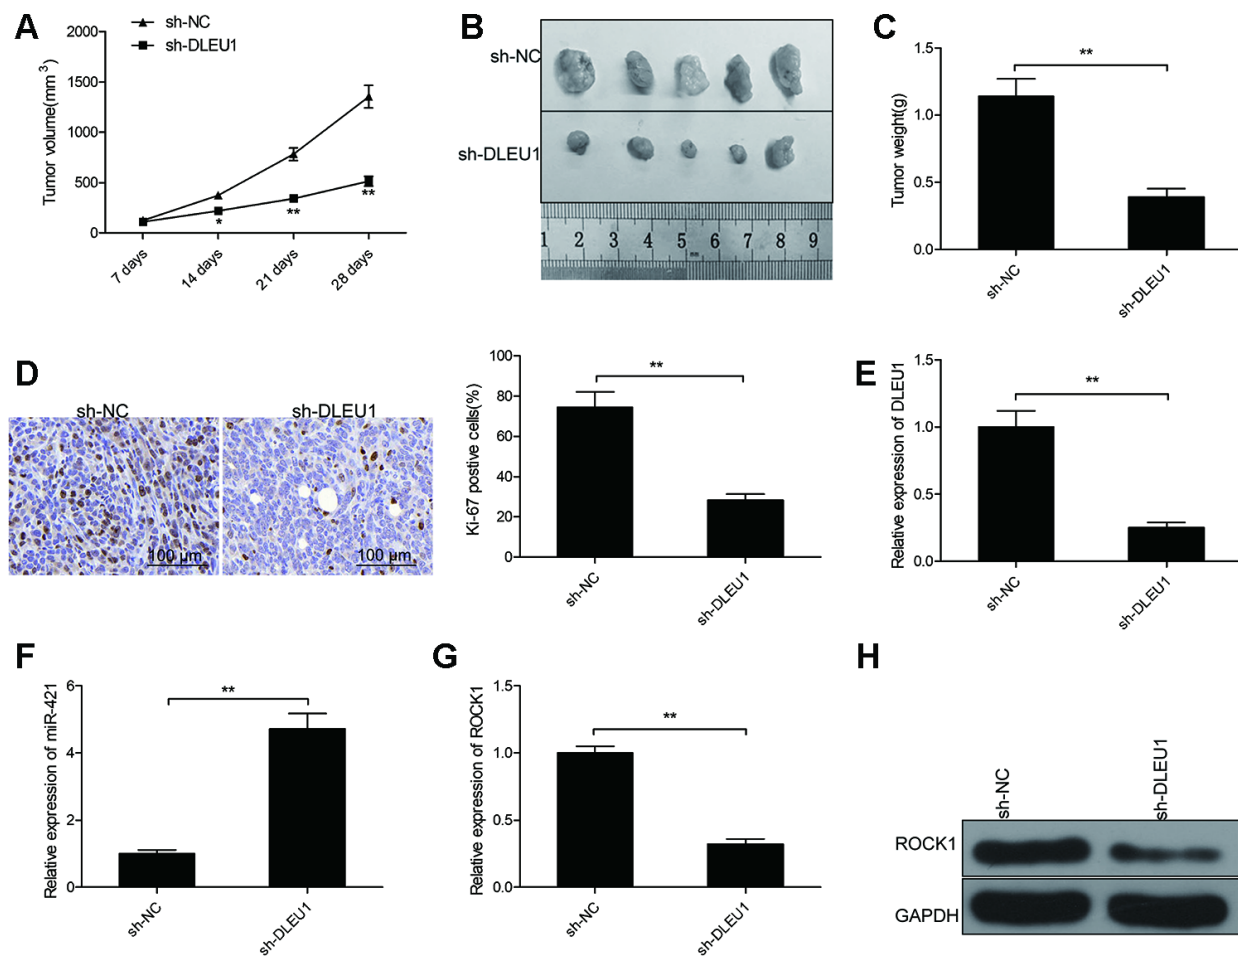 A
sh-NC
sh-DLEU1
Tumor volume(mm³)
2000
1500
1000
500
0
*
**
**
7 days
14 days
21 days
28 days
B
sh-NC
sh-DLEU1
1 2 3 4 5 6 7 8 9
C
Tumor weight(g)
1.5
1.0
0.5
0.0
**
sh-NC
sh-DLEU1
D
sh-NC
sh-DLEU1
100 µm
100 µm
Ki-67 postive cells(%)
100
80
60
40
20
0
**
sh-NC
sh-DLEU1
E
Relative expression of DLEU1
1.5
1.0
0.5
0.0
**
sh-NC
sh-DLEU1
F
Relative expression of miR-421
6
4
2
0
**
sh-NC
sh-DLEU1
G
Relative expression of ROCK1
1.5
1.0
0.5
0.0
**
sh-NC
sh-DLEU1
H
sh-NC
sh-DLEU1
ROCK1
GAPDH